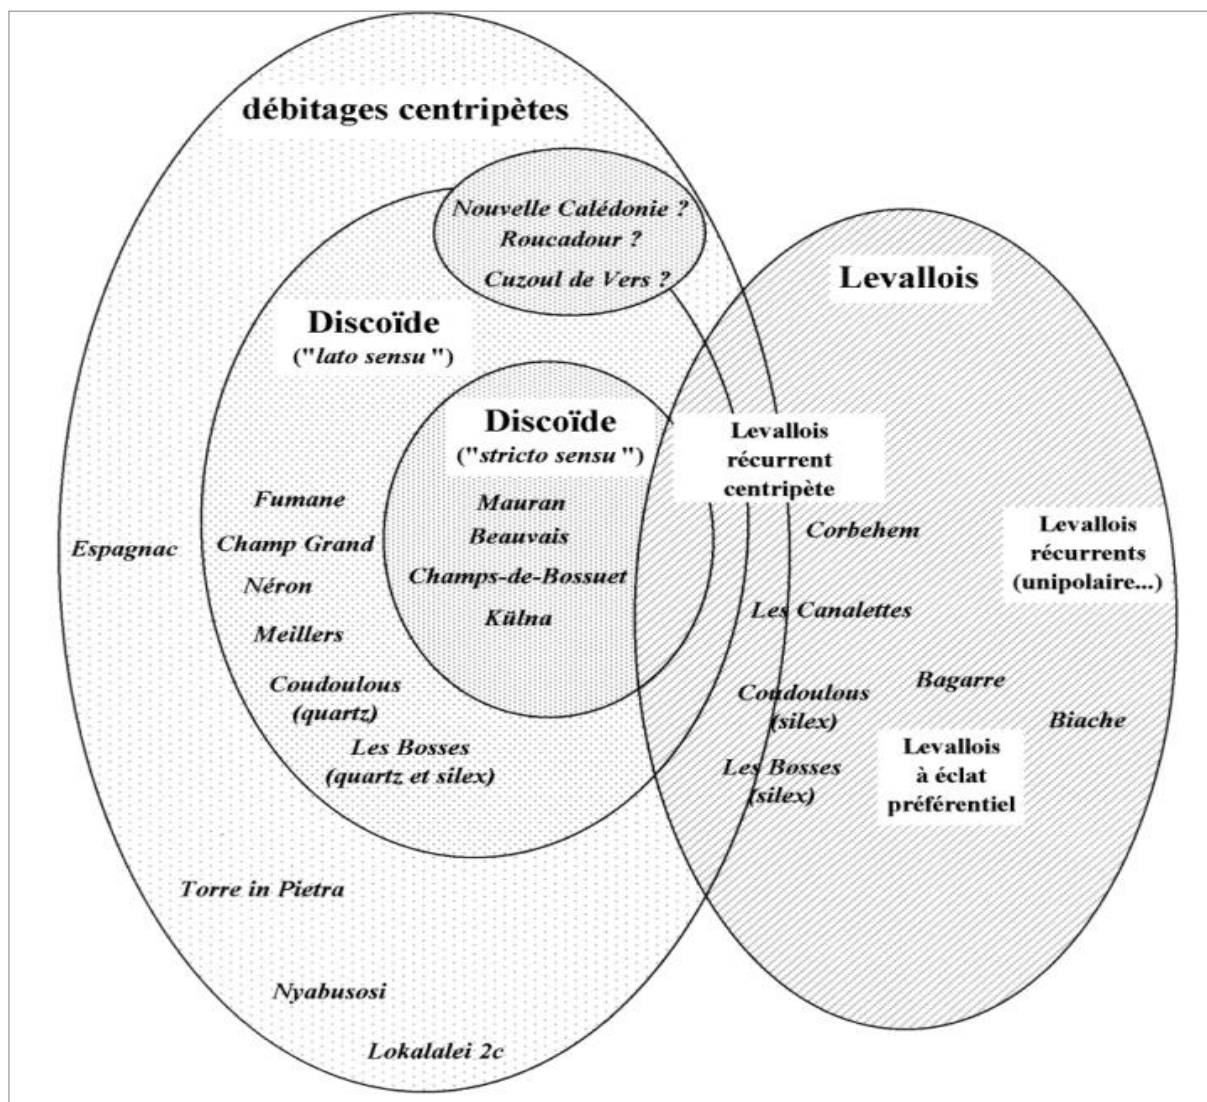 débitages centripètes
Nouvelle Calédonie ?
Roucadour ?
Cuzoul de Vers ?
Levallois
Discoïde
("lato sensu ")
Discoïde
("stricto sensu ")
Levallois
récurrent
centripète
Fumane
Mauran
Espagnac
Champ Grand
Beauvais
Néron
Champs-de-Bossuet
Meillers
Külna
Coudoulous
(quartz)
Les Bosses
(quartz et silex)
Corbehem
Levallois
récurrents
(unipolaire...)
Les Canalettes
Bagarre
Coudoulous
(silex)
Biache
Les Bosses
(silex)
Levallois
à éclat
préférentiel
Torre in Pietra
Nyabusosi
Lokalalei 2c